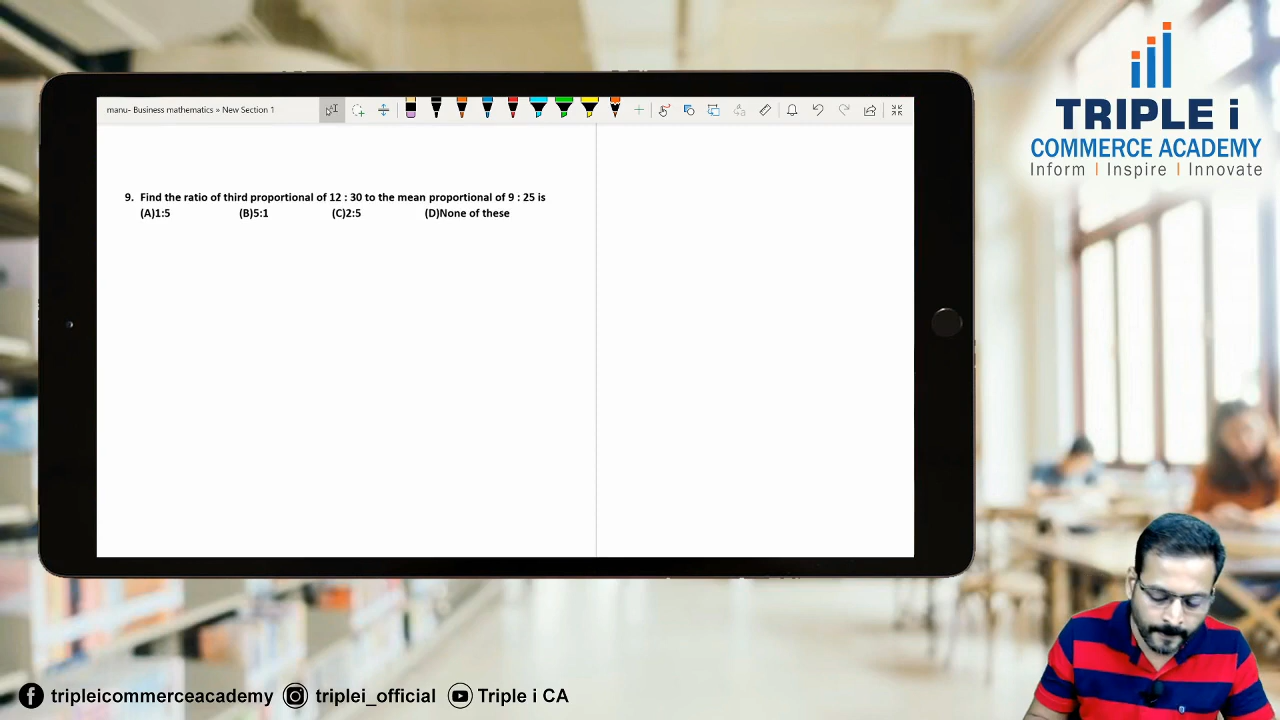 TRIPLE i
COMMERCE ACADEMY
Inform | Inspire | Innovate
manu- Business mathematics » New Section 1
9. Find the ratio of third proportional of 12 : 30 to the mean proportional of 9 : 25 is
(A)1:5 (B)5:1 (C)2:5 (D)None of these
tripleicommerceacademy triplei_official Triple i CA